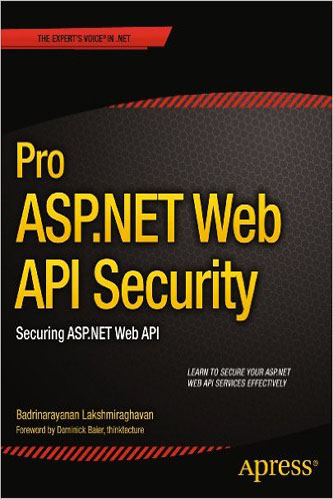 THE EXPERT'S VOICE® IN .NET
Pro
ASP.NET Web
API Security
Securing ASP.NET Web API
LEARN TO SECURE YOUR ASP.NET
WEB API SERVICES EFFECTIVELY
Badrinarayanan Lakshmiraghavan
Foreword by Dominick Baier, thinktecture
Apress®